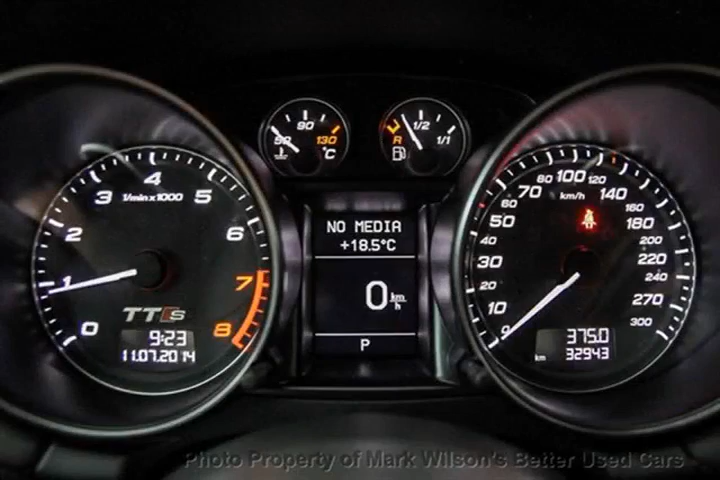 50 90 130 °C
R 1/2 1/1
0 1 2 3 4 5 6 7 8
1/min x 1000
TTS
9:23
11.07.2014
NO MEDIA
+18.5°C
0 km/h
P
0 10 20 30 40 50 60 70 80 100 120 140 160 180 200 220 240 270 300
km/h
375.0
km 32943
Photo Property of Mark Wilson's Better Used Cars